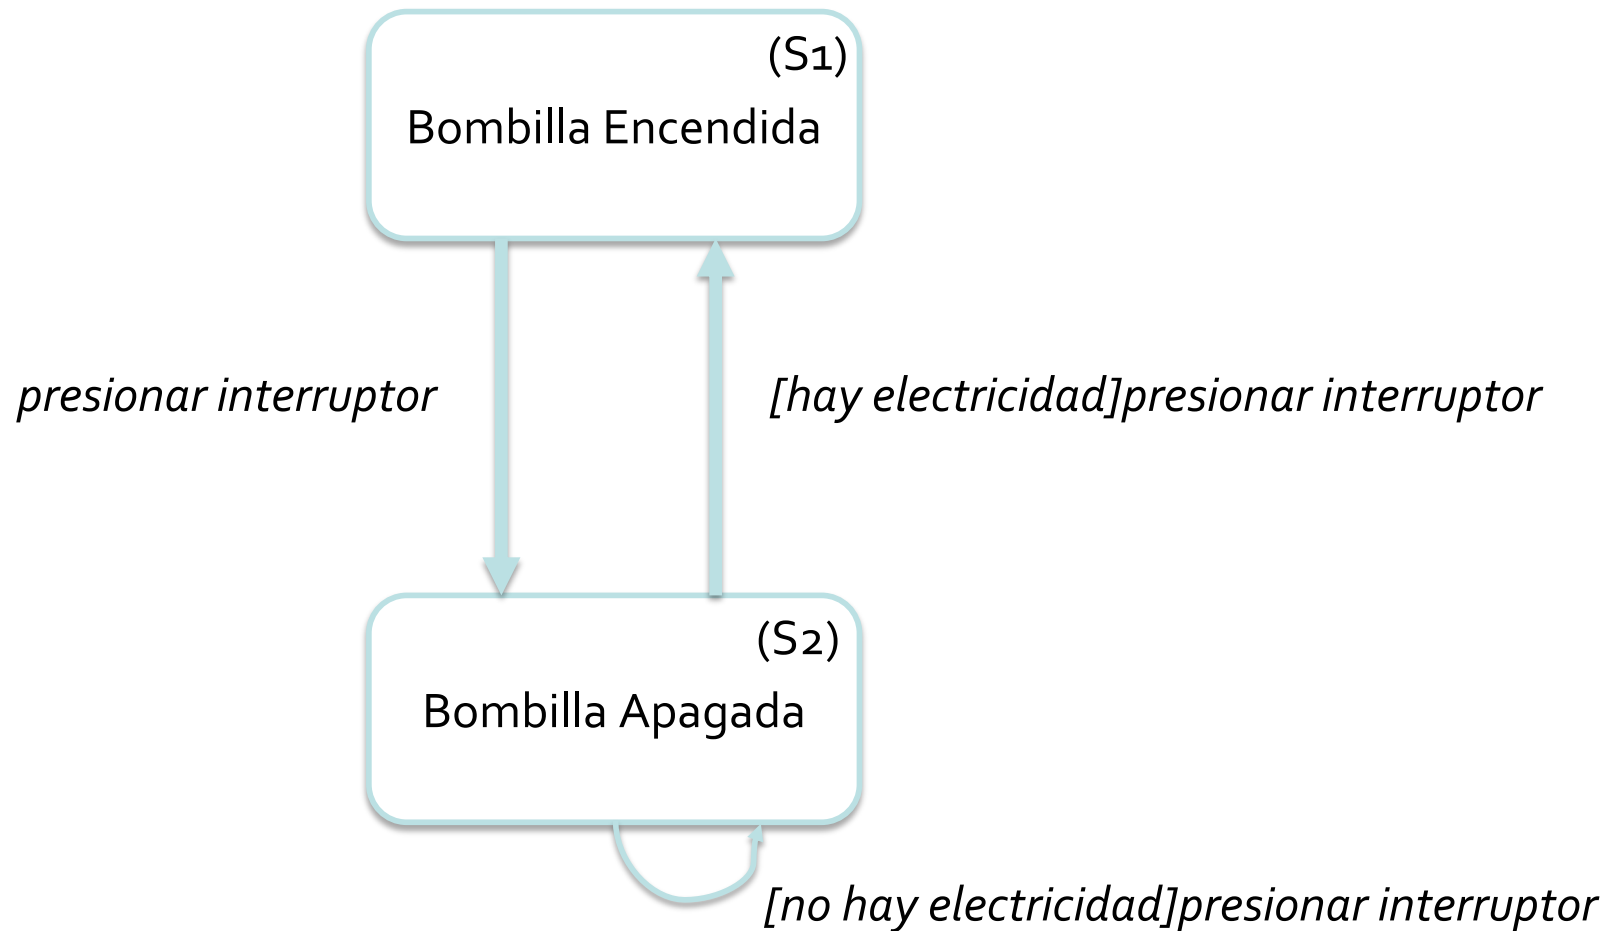 (S1)
Bombilla Encendida
presionar interruptor
[hay electricidad]presionar interruptor
(S2)
Bombilla Apagada
[no hay electricidad]presionar interruptor